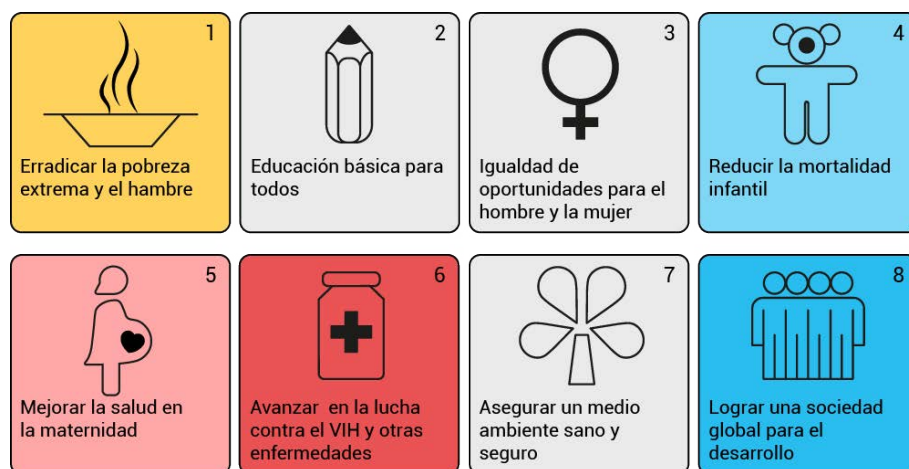 1
Erradicar la pobreza
extrema y el hambre
2
Educación básica para
todos
3
Igualdad de
oportunidades para el
hombre y la mujer
4
Reducir la mortalidad
infantil
5
Mejorar la salud en
la maternidad
6
Avanzar en la lucha
contra el VIH y otras
enfermedades
7
Asegurar un medio
ambiente sano y
seguro
8
Lograr una sociedad
global para el
desarrollo